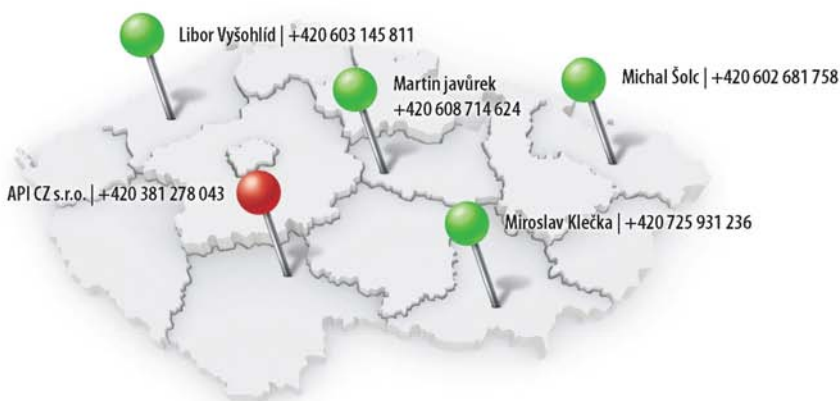 Libor Vyšohlíd | +420 603 145 811
Martin javůrek
+420 608 714 624
Michal Šolc | +420 602 681 758
API CZ s.r.o. | +420 381 278 043
Miroslav Klečka | +420 725 931 236